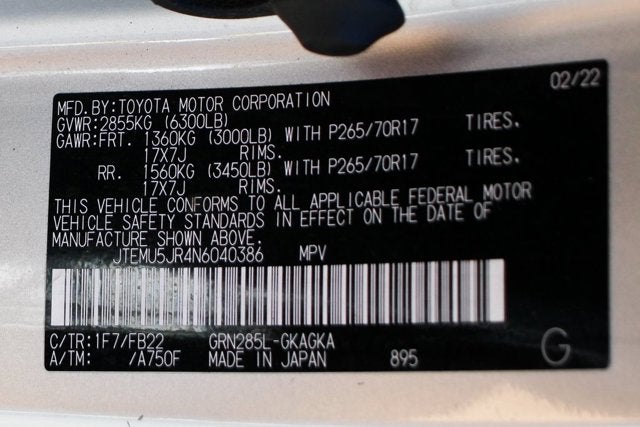 02/22
MFD.BY:TOYOTA MOTOR CORPORATION
GVWR:2855KG (6300LB)
GAWR:FRT. 1360KG (3000LB) WITH P265/70R17 TIRES.
17X7J RIMS.
RR. 1560KG (3450LB) WITH P265/70R17 TIRES.
17X7J RIMS.
THIS VEHICLE CONFORMS TO ALL APPLICABLE FEDERAL MOTOR
VEHICLE SAFETY STANDARDS IN EFFECT ON THE DATE OF
MANUFACTURE SHOWN ABOVE.
JTEMU5JR4N6040386 MPV
C/TR:1F7/FB22 GRN285L-GKAGKA
A/TM: /A750F MADE IN JAPAN 895
G